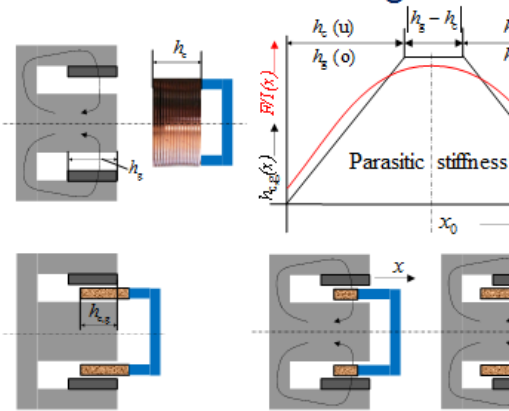 h_c
h_g
h_c (u)
h_g (o)
h_g – h_c
h
h
F/I(x)
h_c,g(x)
Parasitic stiffness
x_0
h_c,g
x